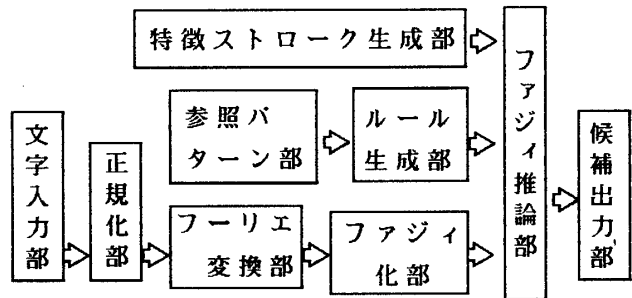 特徴ストローク生成部
参照パ
ターン部
ルール
生成部
ファジィ推論部
文字入力部
正規化部
フーリエ
変換部
ファジィ
化部
候補出力部